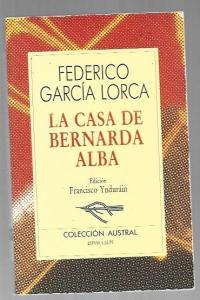 FEDERICO
GARCÍA LORCA
LA CASA DE
BERNARDA
ALBA
Edición
Francisco Ynduráin
COLECCIÓN AUSTRAL
ESPASA CALPE